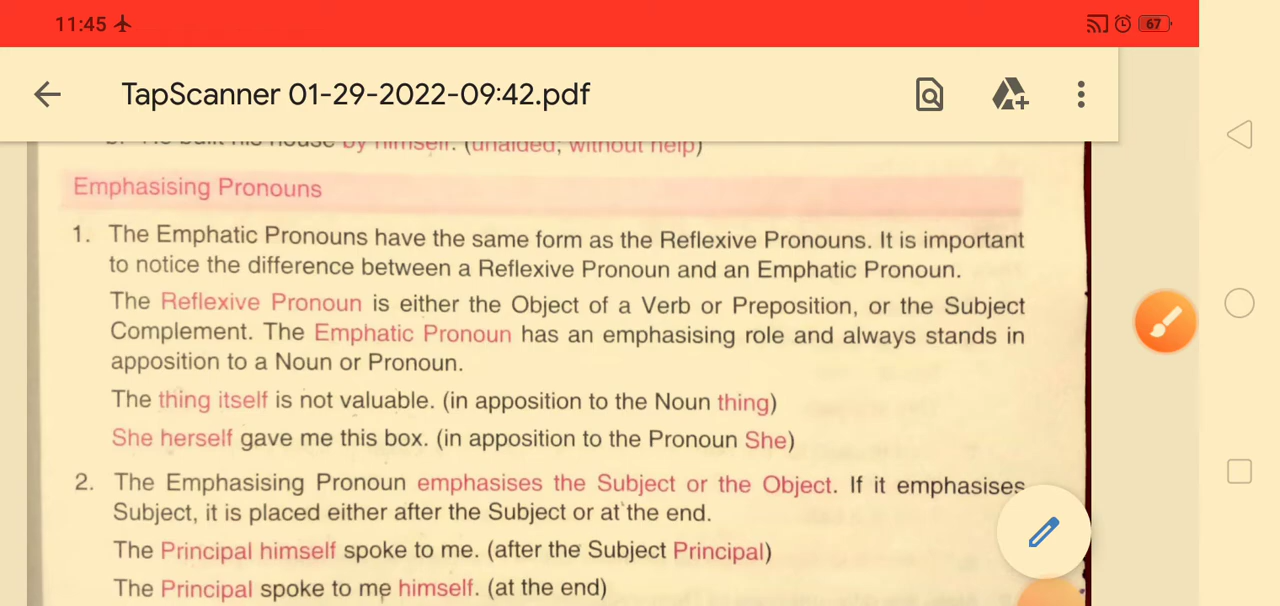 11:45
67
TapScanner 01-29-2022-09:42.pdf
by himself. (unaided; without help)
Emphasising Pronouns
1. The Emphatic Pronouns have the same form as the Reflexive Pronouns. It is important
to notice the difference between a Reflexive Pronoun and an Emphatic Pronoun.
The Reflexive Pronoun is either the Object of a Verb or Preposition, or the Subject
Complement. The Emphatic Pronoun has an emphasising role and always stands in
apposition to a Noun or Pronoun.
The thing itself is not valuable. (in apposition to the Noun thing)
She herself gave me this box. (in apposition to the Pronoun She)
2. The Emphasising Pronoun emphasises the Subject or the Object. If it emphasises
Subject, it is placed either after the Subject or at the end.
The Principal himself spoke to me. (after the Subject Principal)
The Principal spoke to me himself. (at the end)